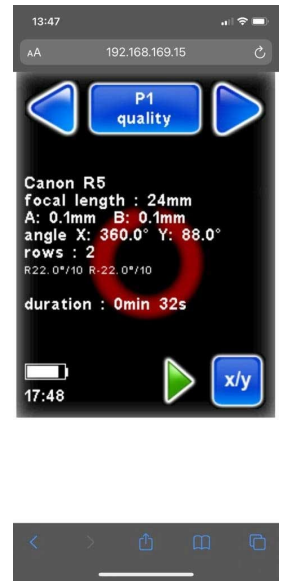 13:47
AA 192.168.169.15
P1
quality
Canon R5
focal length : 24mm
A: 0.1mm B: 0.1mm
angle X: 360.0° Y: 88.0°
rows : 2
R22.0°/10 R-22.0°/10
duration : 0min 32s
17:48
x/y